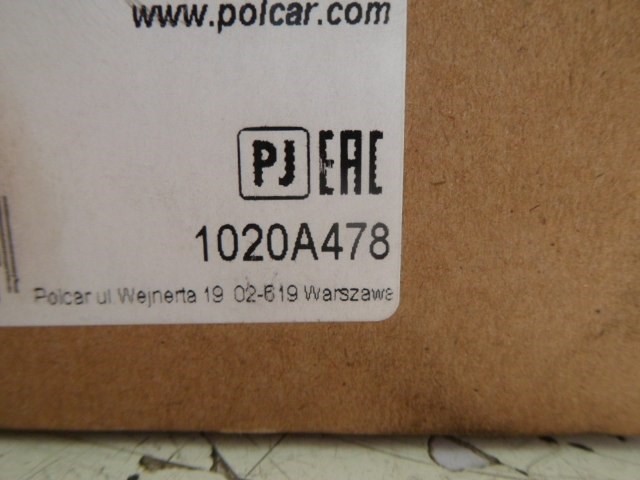 www.polcar.com
PJ EAC
1020A478
Polcar ul Wejnerta 19 02-619 Warszawa